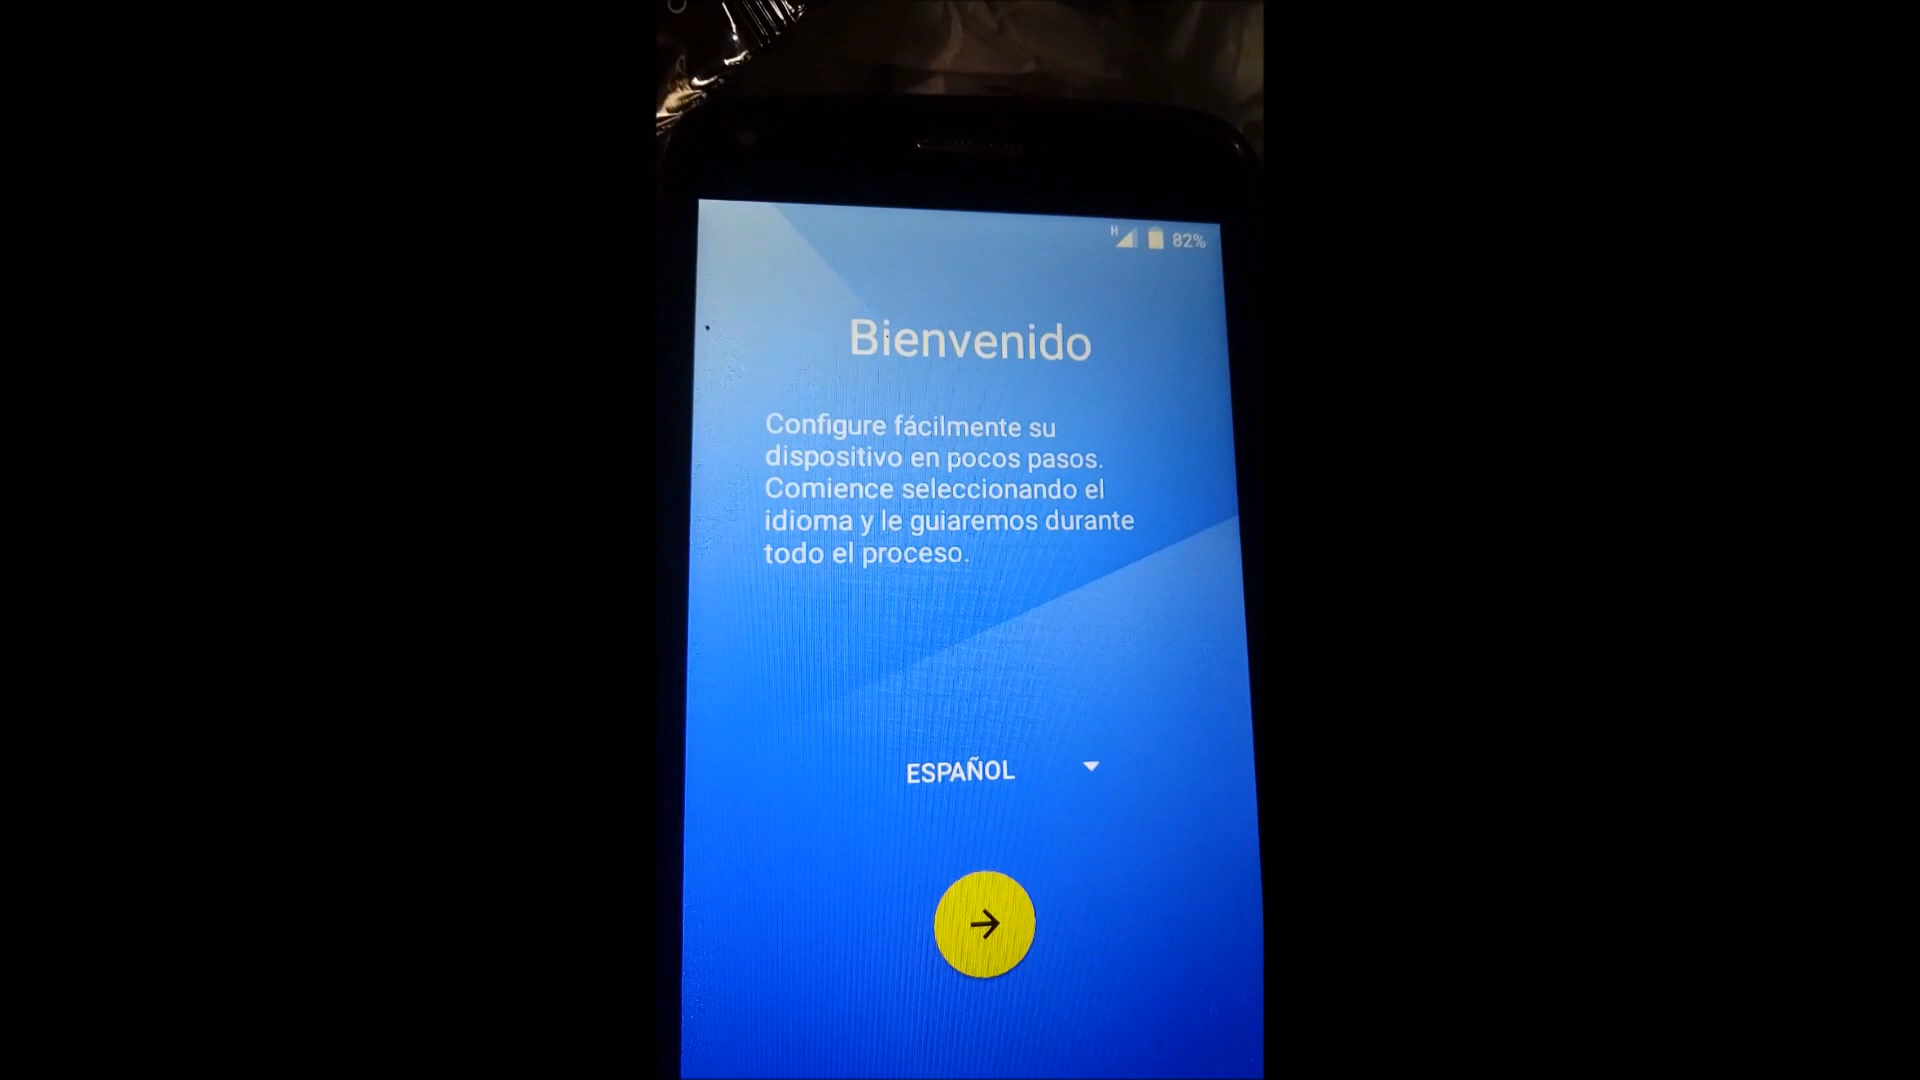 H 82%
Bienvenido
Configure fácilmente su
dispositivo en pocos pasos.
Comience seleccionando el
idioma y le guiaremos durante
todo el proceso.
ESPAÑOL